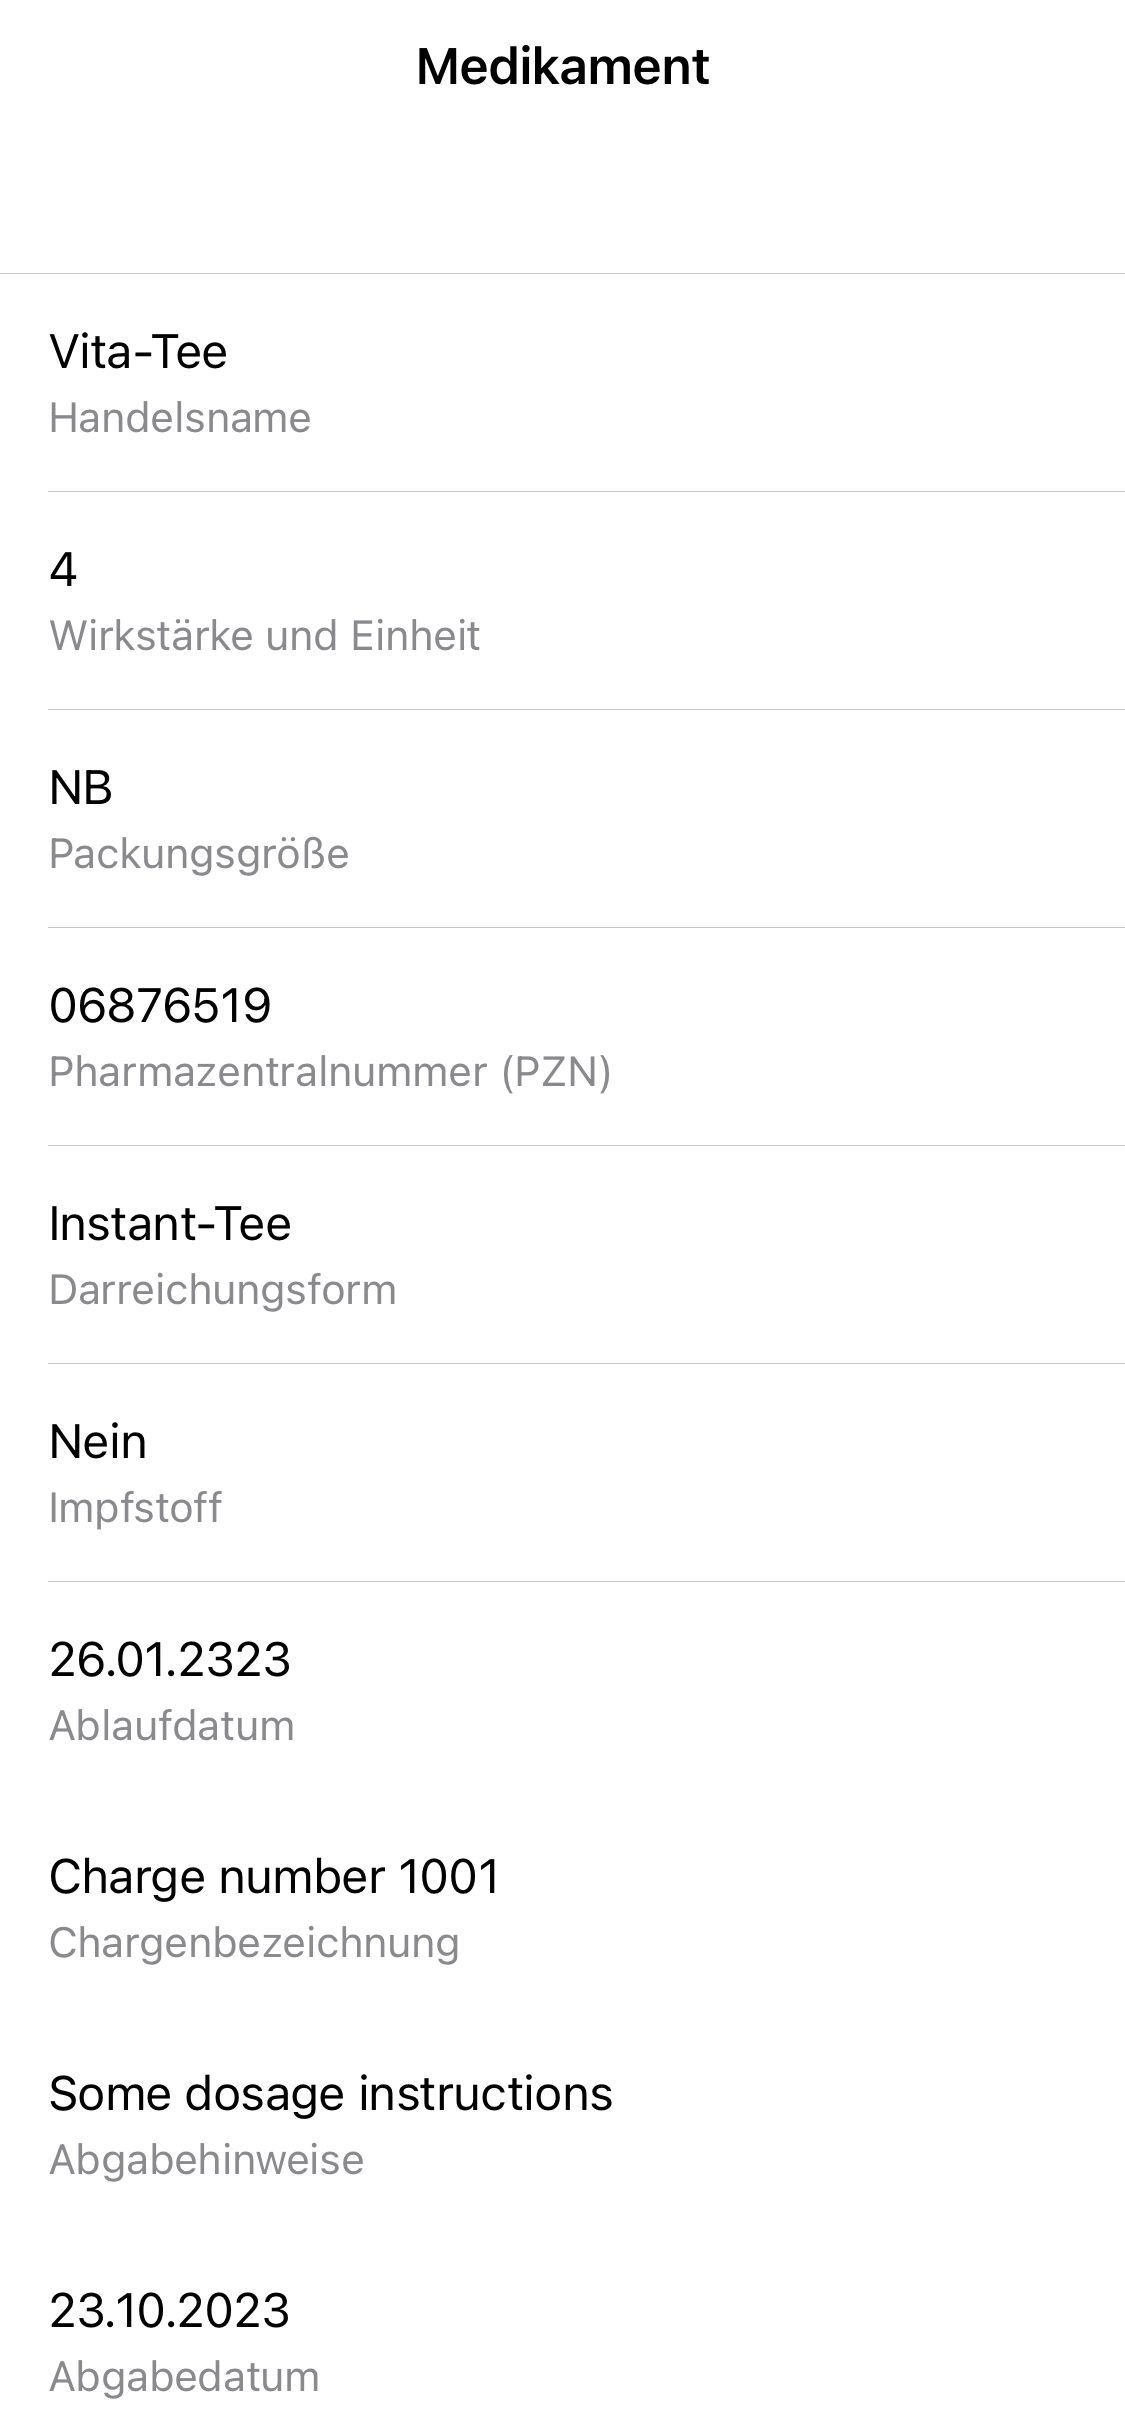 Medikament
Vita-Tee
Handelsname
4
Wirkstärke und Einheit
NB
Packungsgröße
06876519
Pharmazentralnummer (PZN)
Instant-Tee
Darreichungsform
Nein
Impfstoff
26.01.2323
Ablaufdatum
Charge number 1001
Chargenbezeichnung
Some dosage instructions
Abgabehinweise
23.10.2023
Abgabedatum